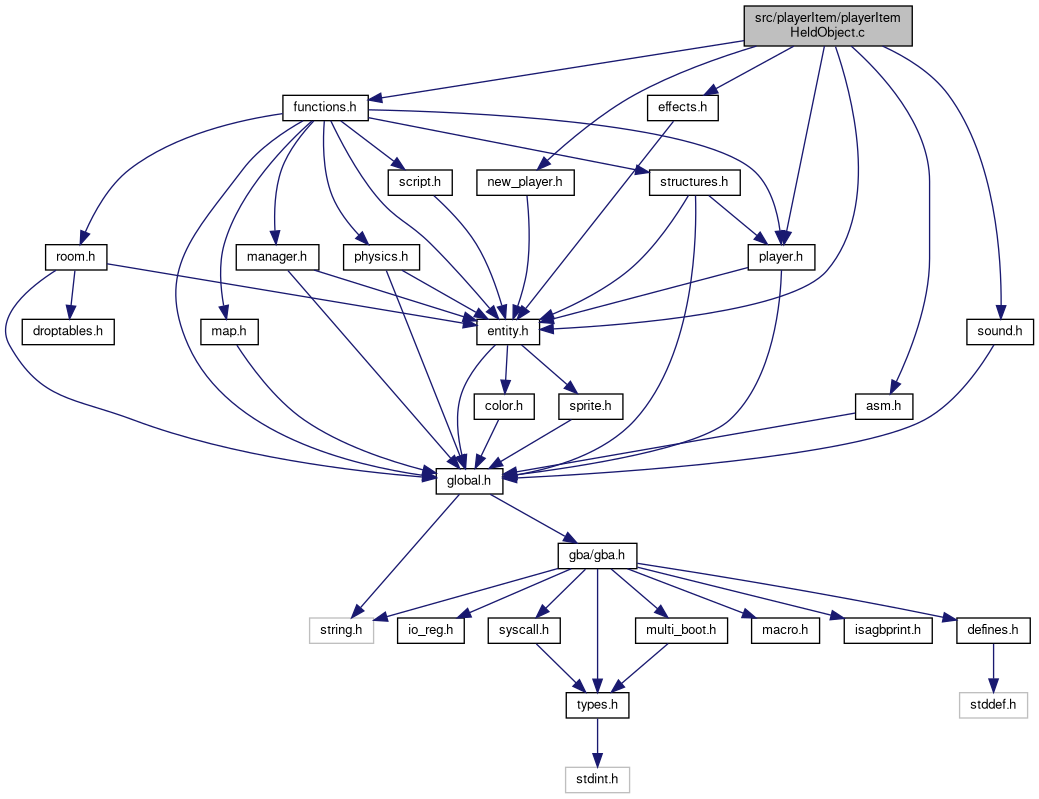 src/playerItem/playerItem
HeldObject.c
functions.h
effects.h
script.h
new_player.h
structures.h
room.h
manager.h
physics.h
player.h
droptables.h
map.h
entity.h
sound.h
color.h
sprite.h
asm.h
global.h
gba/gba.h
string.h
io_reg.h
syscall.h
multi_boot.h
macro.h
isagbprint.h
defines.h
types.h
stddef.h
stdint.h